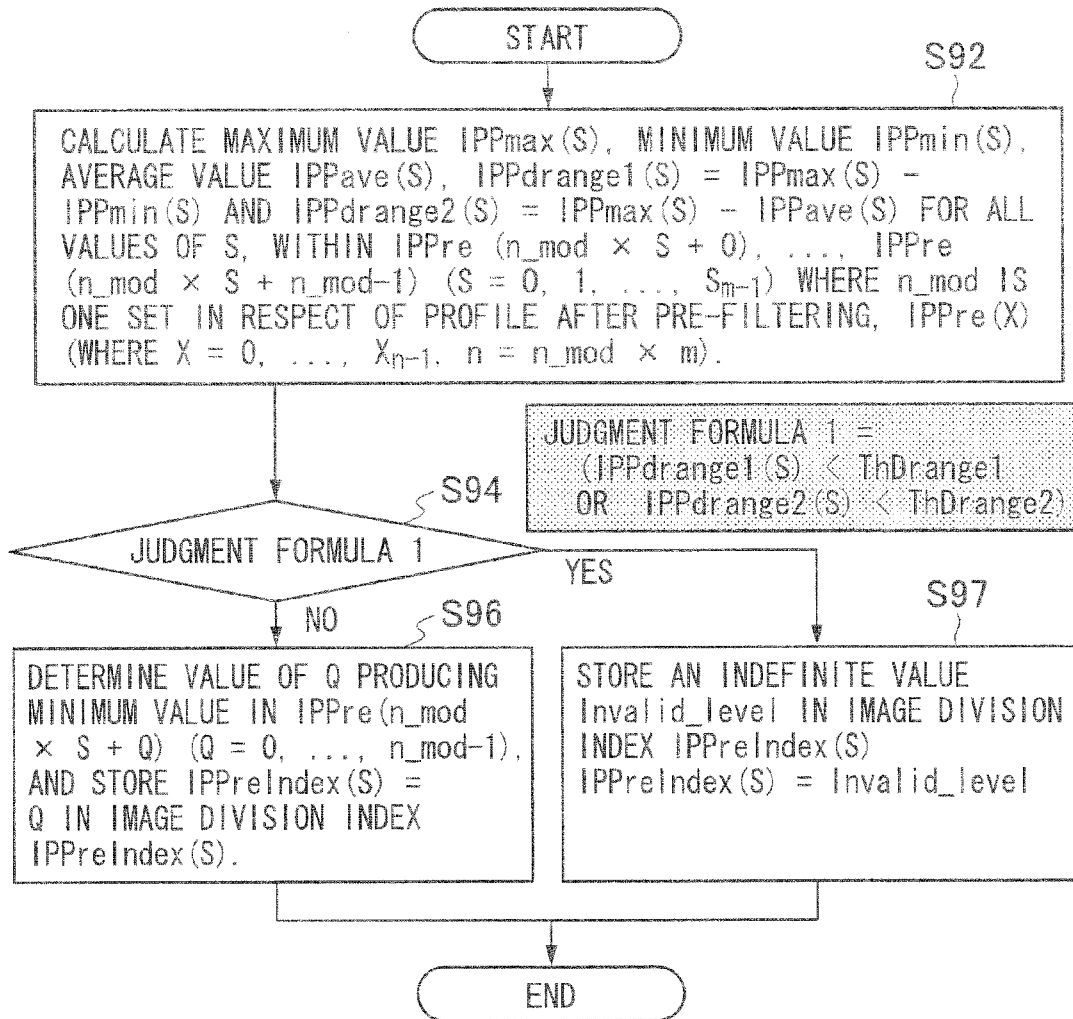 START
S92
CALCULATE MAXIMUM VALUE IPPmax(S), MINIMUM VALUE IPPmin(S),
AVERAGE VALUE IPPave(S), IPPdrange1(S) = IPPmax(S) -
IPPmin(S) AND IPPdrange2(S) = IPPmax(S) - IPPave(S) FOR ALL
VALUES OF S, WITHIN IPPre (n_mod × S + 0), ..., IPPre
(n_mod × S + n_mod-1) (S = 0, 1, ..., Sm-1) WHERE n_mod IS
ONE SET IN RESPECT OF PROFILE AFTER PRE-FILTERING, IPPre(X)
(WHERE X = 0, ..., Xn-1, n = n_mod × m).
JUDGMENT FORMULA 1 =
(IPPdrange1(S) < ThDrange1
OR IPPdrange2(S) < ThDrange2)
S94
JUDGMENT FORMULA 1
YES
NO
S96
DETERMINE VALUE OF Q PRODUCING
MINIMUM VALUE IN IPPre(n_mod
× S + Q) (Q = 0, ..., n_mod-1),
AND STORE IPPreIndex(S) =
Q IN IMAGE DIVISION INDEX
IPPreIndex(S).
S97
STORE AN INDEFINITE VALUE
Invalid_level IN IMAGE DIVISION
INDEX IPPreIndex(S)
IPPreIndex(S) = Invalid_level
END